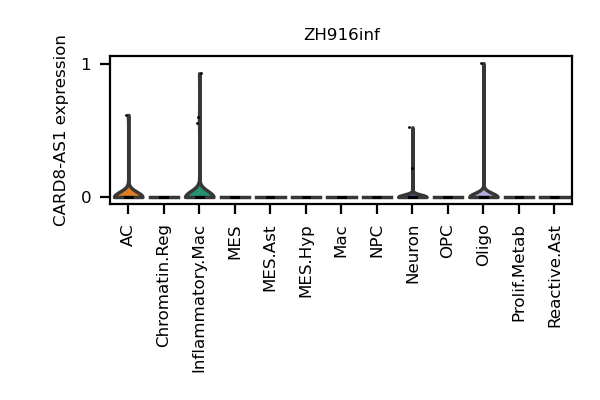 ZH916inf
CARD8-AS1 expression
1
0
AC
Chromatin.Reg
Inflammatory.Mac
MES
MES.Ast
MES.Hyp
Mac
NPC
Neuron
OPC
Oligo
Prolif.Metab
Reactive.Ast